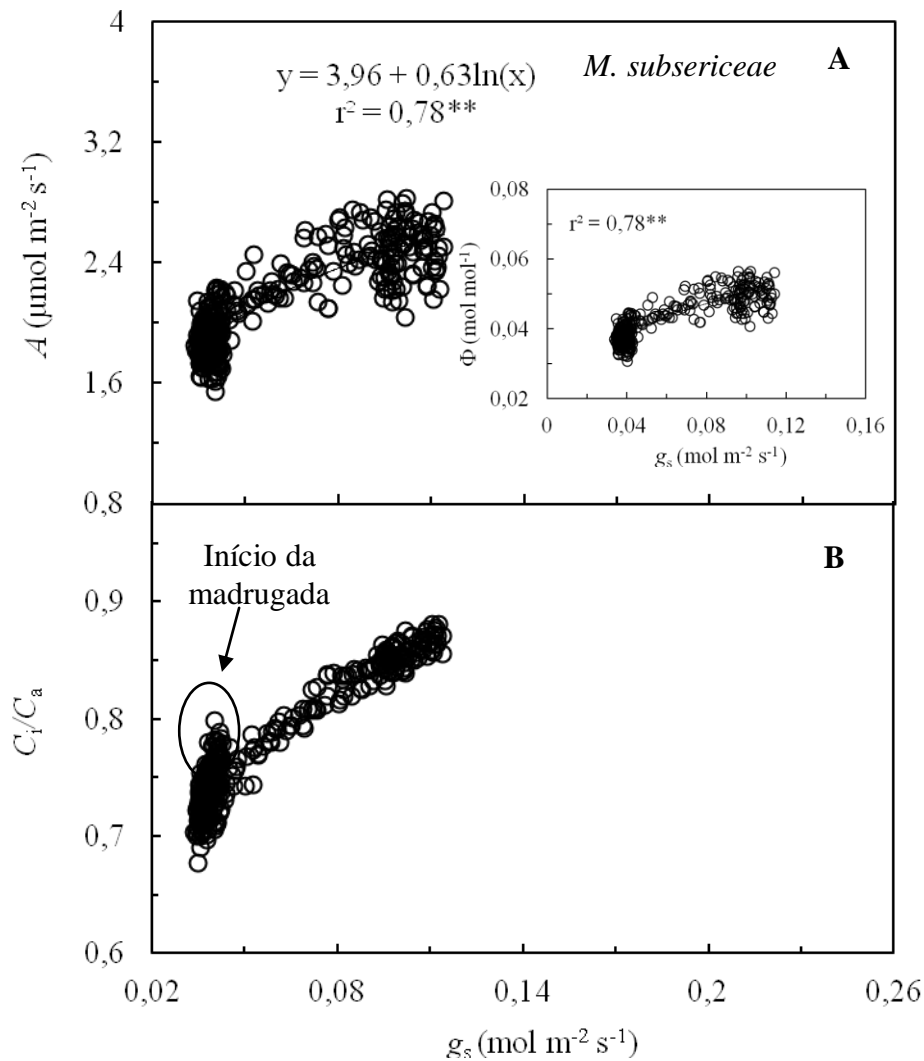 4
3,2
2,4
1,6
0,8
A (µmol m⁻² s⁻¹)
y = 3,96 + 0,63ln(x)
r² = 0,78**
M. subsericeae
A
0,08
0,06
0,04
0,02
Φ (mol mol⁻¹)
r² = 0,78**
0 0,04 0,08 0,12 0,16
gₛ (mol m⁻² s⁻¹)
B
Início da
madrugada
0,9
0,8
0,7
0,6
Cᵢ/Cₐ
0,02 0,08 0,14 0,2 0,26
gₛ (mol m⁻² s⁻¹)